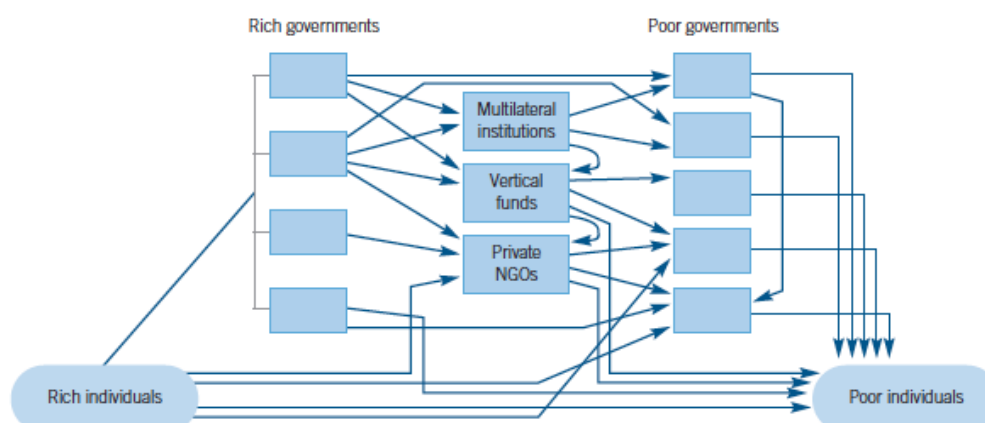 Rich governments
Poor governments
Multilateral
institutions
Vertical
funds
Private
NGOs
Rich individuals
Poor individuals